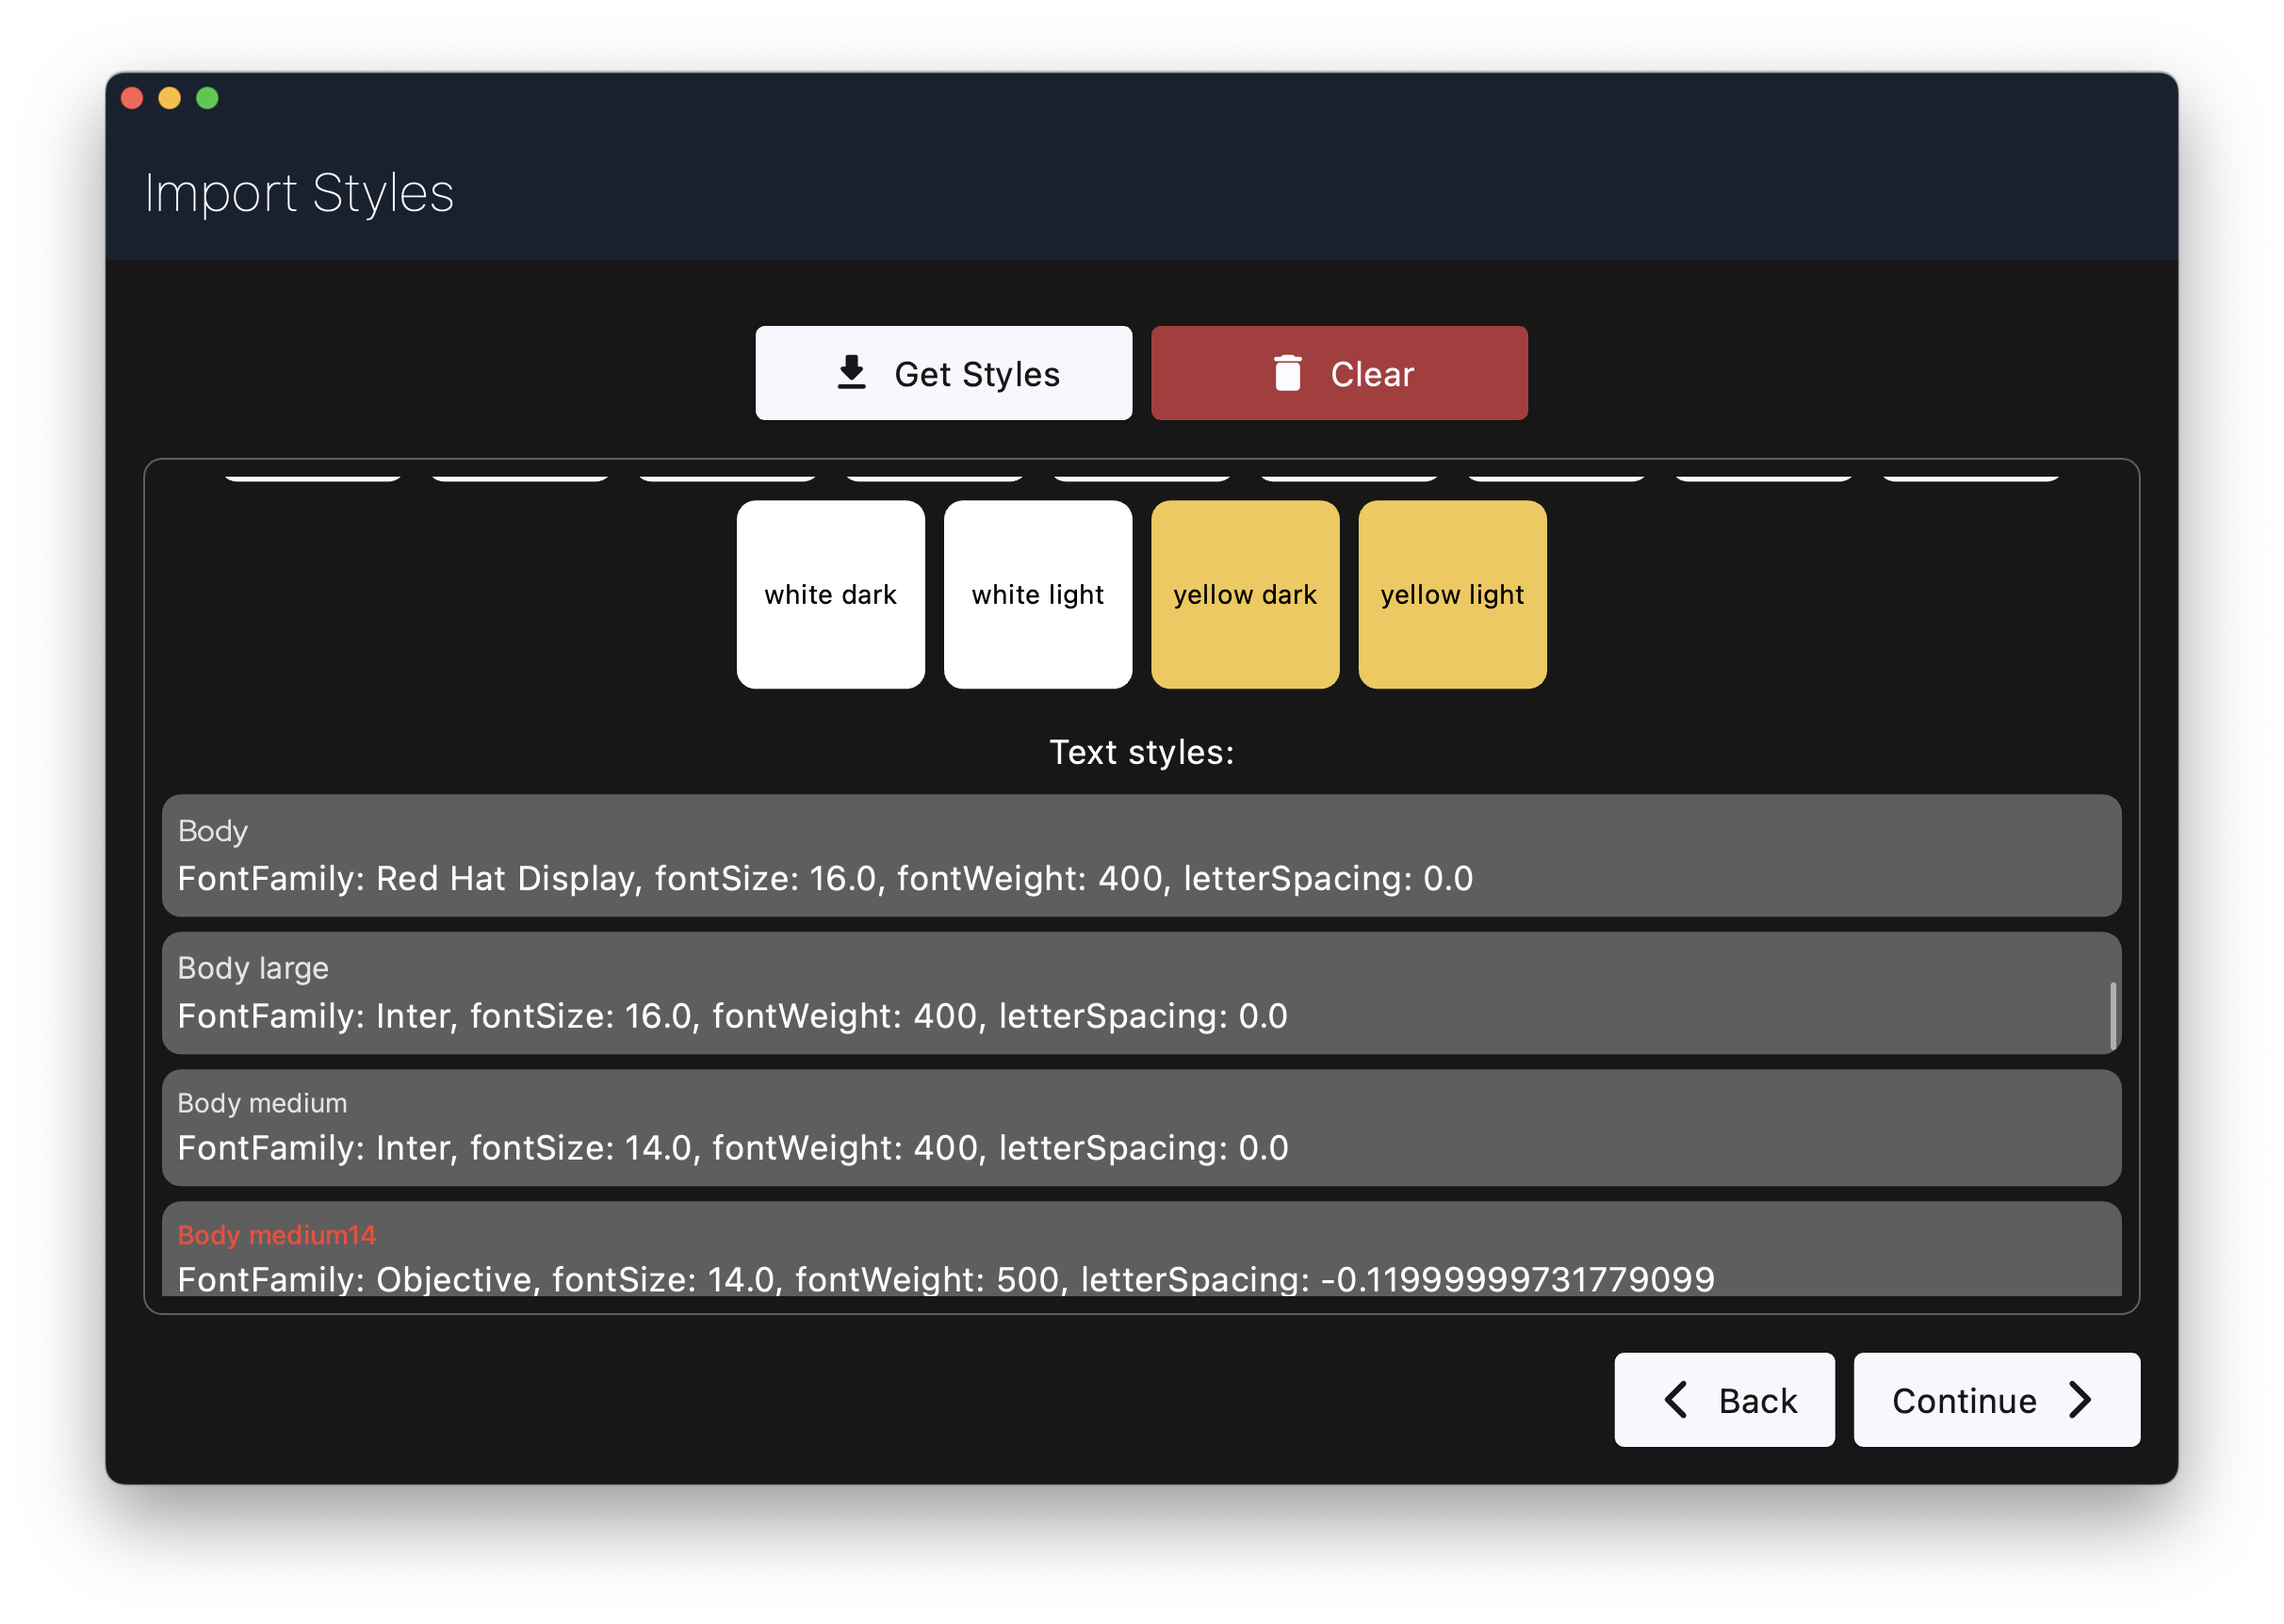 Import Styles
Get Styles
Clear
white dark
white light
yellow dark
yellow light
Text styles:
Body
FontFamily: Red Hat Display, fontSize: 16.0, fontWeight: 400, letterSpacing: 0.0
Body large
FontFamily: Inter, fontSize: 16.0, fontWeight: 400, letterSpacing: 0.0
Body medium
FontFamily: Inter, fontSize: 14.0, fontWeight: 400, letterSpacing: 0.0
Body medium14
FontFamily: Objective, fontSize: 14.0, fontWeight: 500, letterSpacing: -0.11999999731779099
Back
Continue